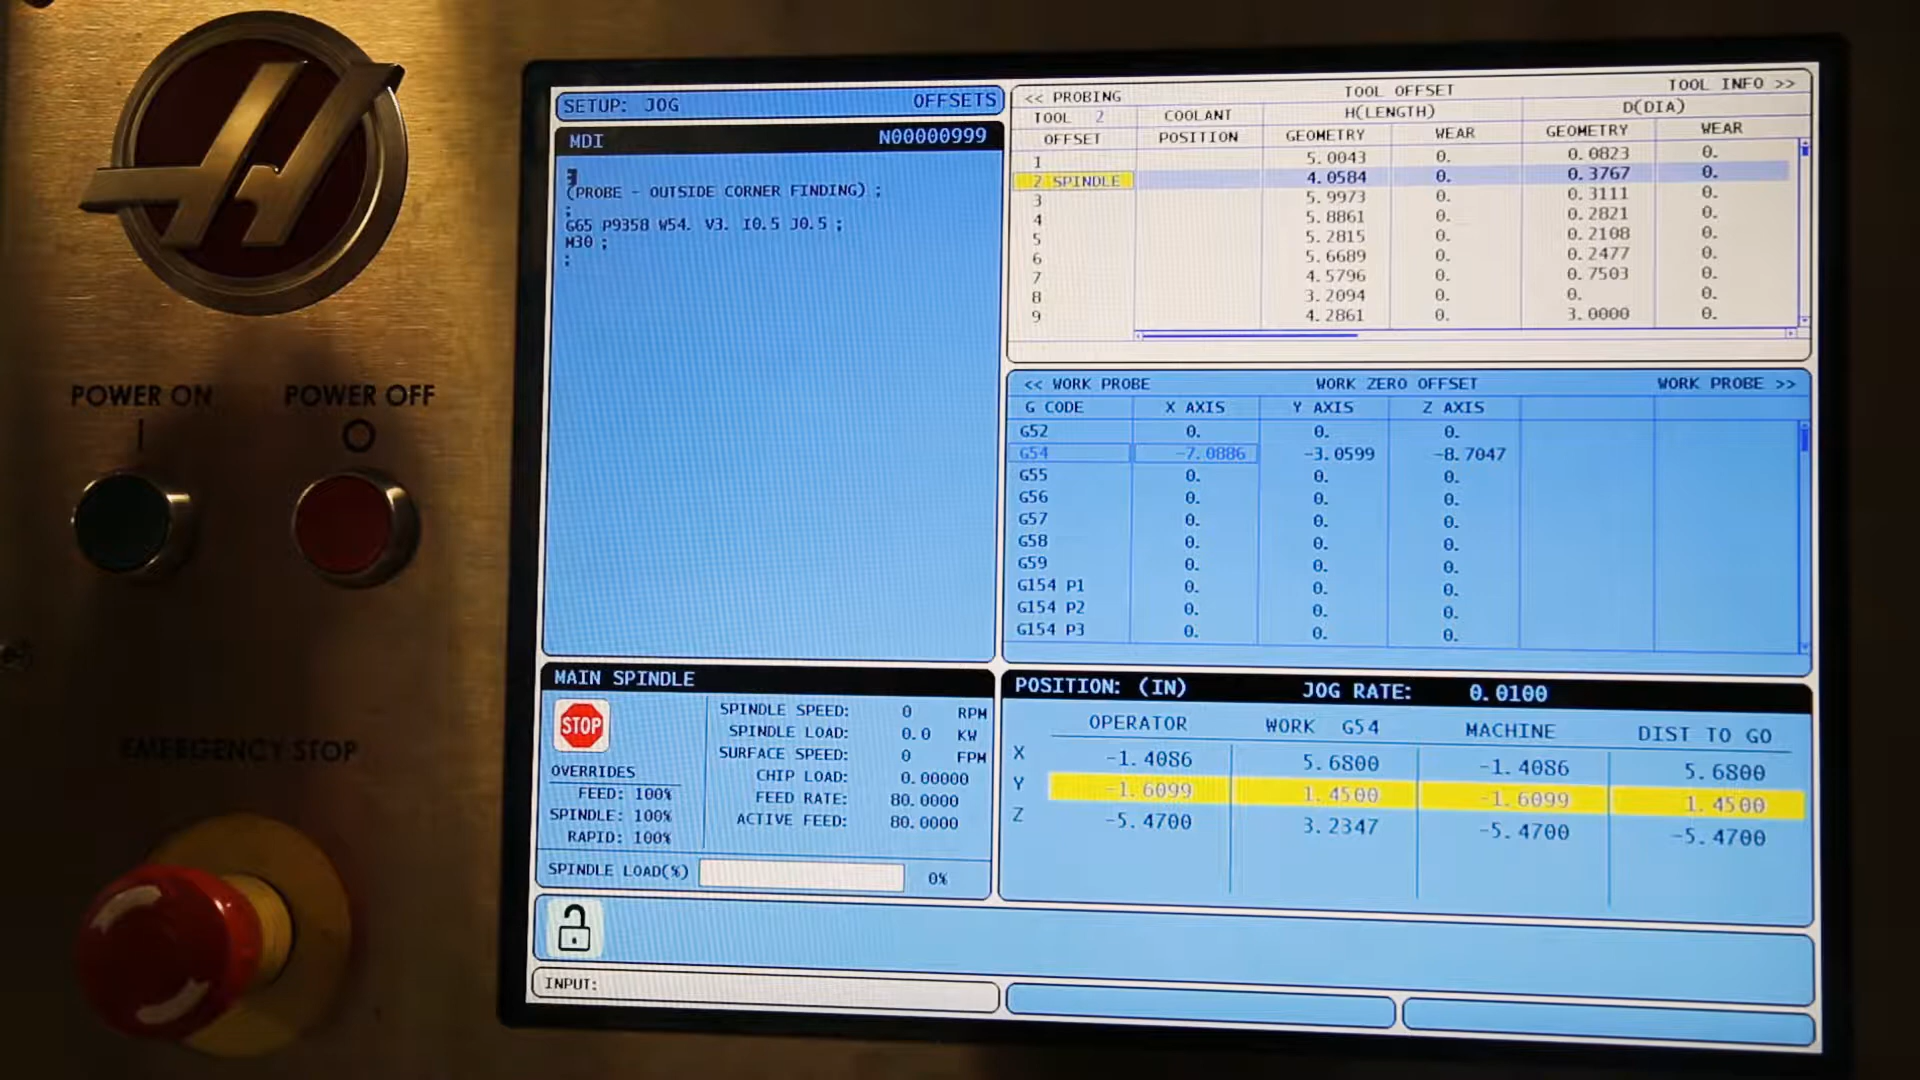 POWER ON
POWER OFF
EMERGENCY STOP
SETUP: JOG OFFSETS
MDI N00000999
(PROBE - OUTSIDE CORNER FINDING) ;
;
G65 P9358 W54. V3. I0.5 J0.5 ;
M30 ;
;
<< PROBING TOOL OFFSET TOOL INFO >>
TOOL 2 COOLANT H(LENGTH) D(DIA)
OFFSET POSITION GEOMETRY WEAR GEOMETRY WEAR
1 5.0043 0. 0.0823 0.
2 SPINDLE 4.0584 0. 0.3767 0.
3 5.9973 0. 0.3111 0.
4 5.8861 0. 0.2821 0.
5 5.2815 0. 0.2108 0.
6 5.6689 0. 0.2477 0.
7 4.5796 0. 0.7503 0.
8 3.2094 0. 0. 0.
9 4.2861 0. 3.0000 0.
<< WORK PROBE WORK ZERO OFFSET WORK PROBE >>
G CODE X AXIS Y AXIS Z AXIS
G52 0. 0. 0.
G54 -7.0886 -3.0599 -8.7047
G55 0. 0. 0.
G56 0. 0. 0.
G57 0. 0. 0.
G58 0. 0. 0.
G59 0. 0. 0.
G154 P1 0. 0. 0.
G154 P2 0. 0. 0.
G154 P3 0. 0. 0.
MAIN SPINDLE
STOP
OVERRIDES
FEED: 100%
SPINDLE: 100%
RAPID: 100%
SPINDLE SPEED: 0 RPM
SPINDLE LOAD: 0.0 KW
SURFACE SPEED: 0 FPM
CHIP LOAD: 0.00000
FEED RATE: 80.0000
ACTIVE FEED: 80.0000
SPINDLE LOAD(%) 0%
POSITION: (IN) JOG RATE: 0.0100
OPERATOR WORK G54 MACHINE DIST TO GO
X -1.4086 5.6800 -1.4086 5.6800
Y -1.6099 1.4500 -1.6099 1.4500
Z -5.4700 3.2347 -5.4700 -5.4700
INPUT: